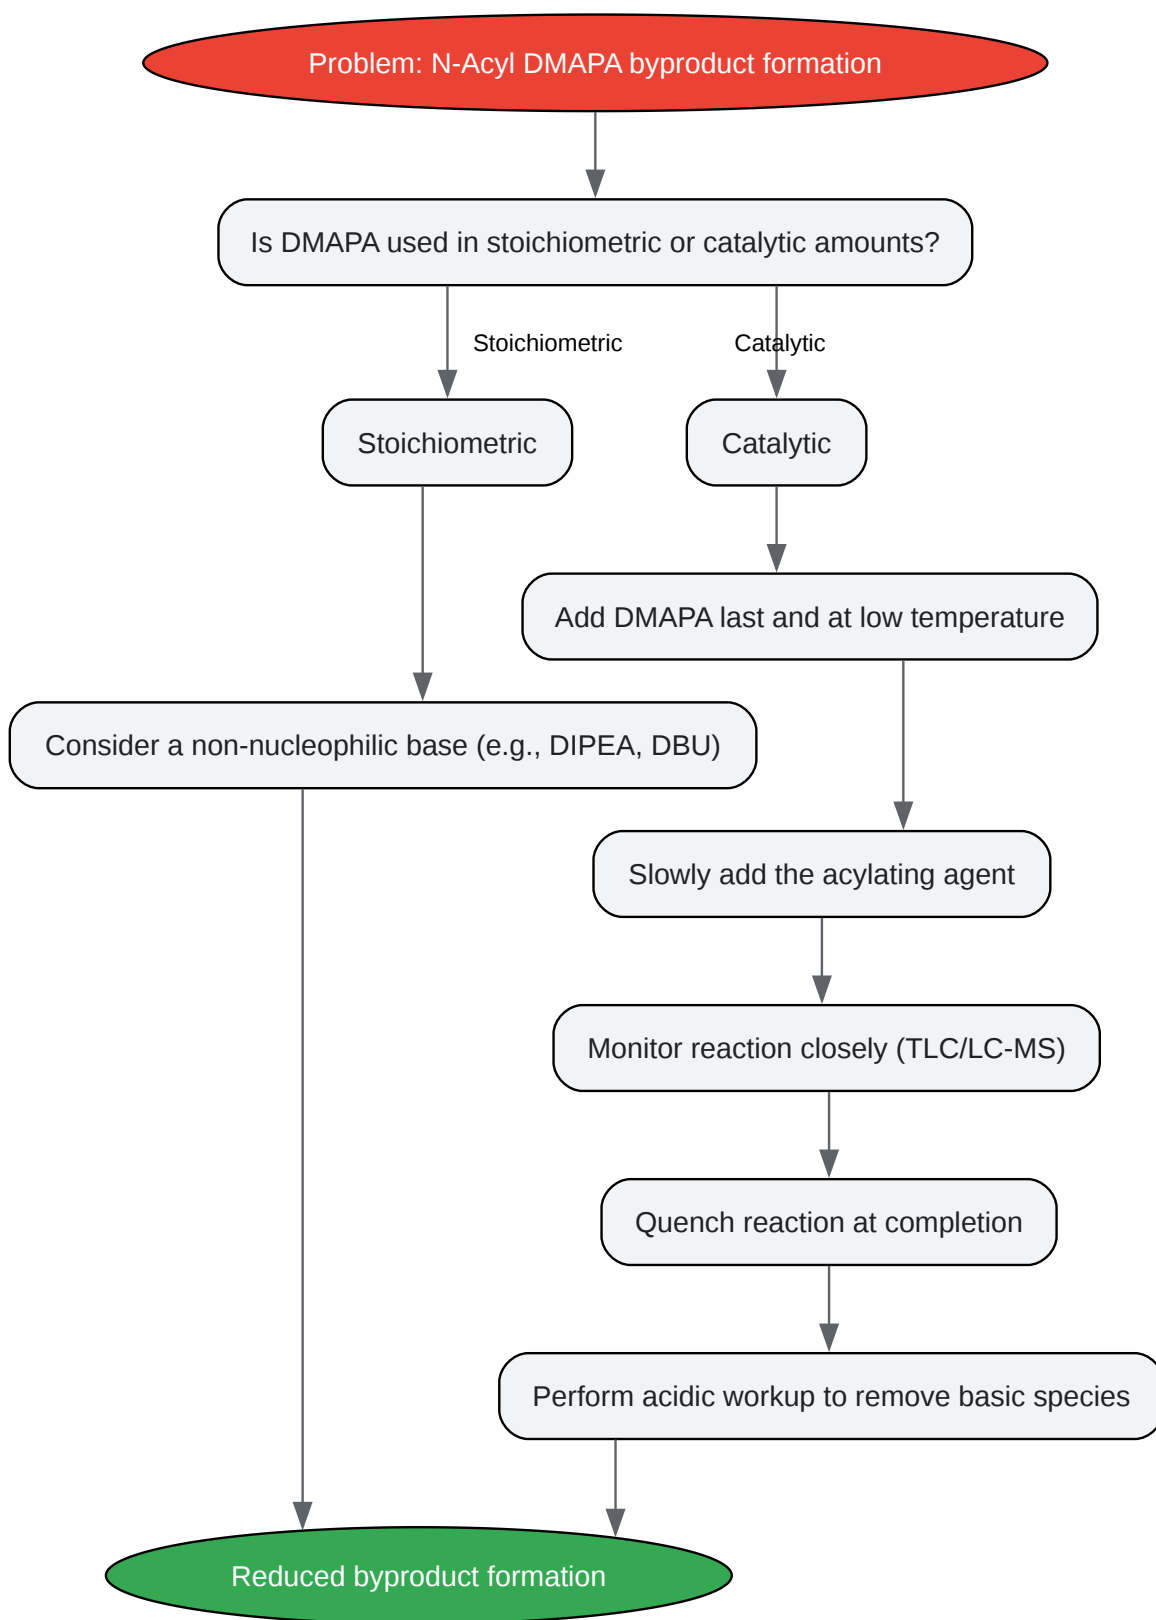 Problem: N-Acyl DMAPA byproduct formation
Is DMAPA used in stoichiometric or catalytic amounts?
Stoichiometric
Catalytic
Stoichiometric
Catalytic
Add DMAPA last and at low temperature
Consider a non-nucleophilic base (e.g., DIPEA, DBU)
Slowly add the acylating agent
Monitor reaction closely (TLC/LC-MS)
Quench reaction at completion
Perform acidic workup to remove basic species
Reduced byproduct formation